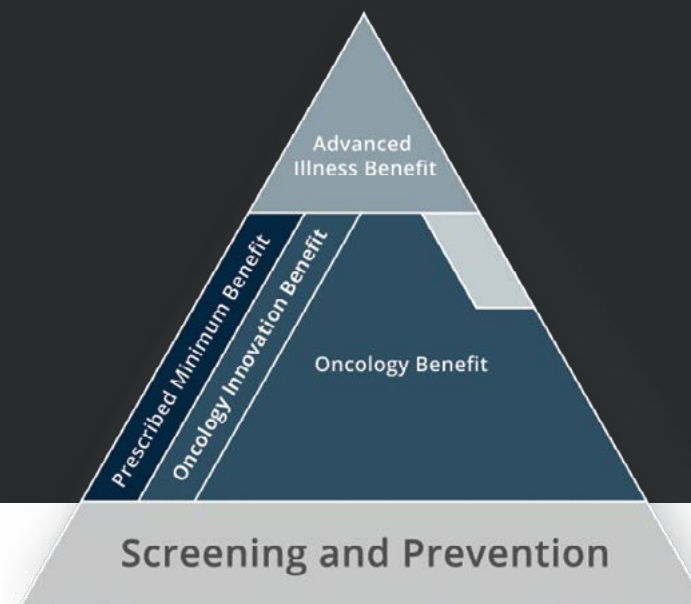 Advanced
Illness Benefit
Prescribed Minimum Benefit
Oncology Innovation Benefit
Oncology Benefit
Screening and Prevention